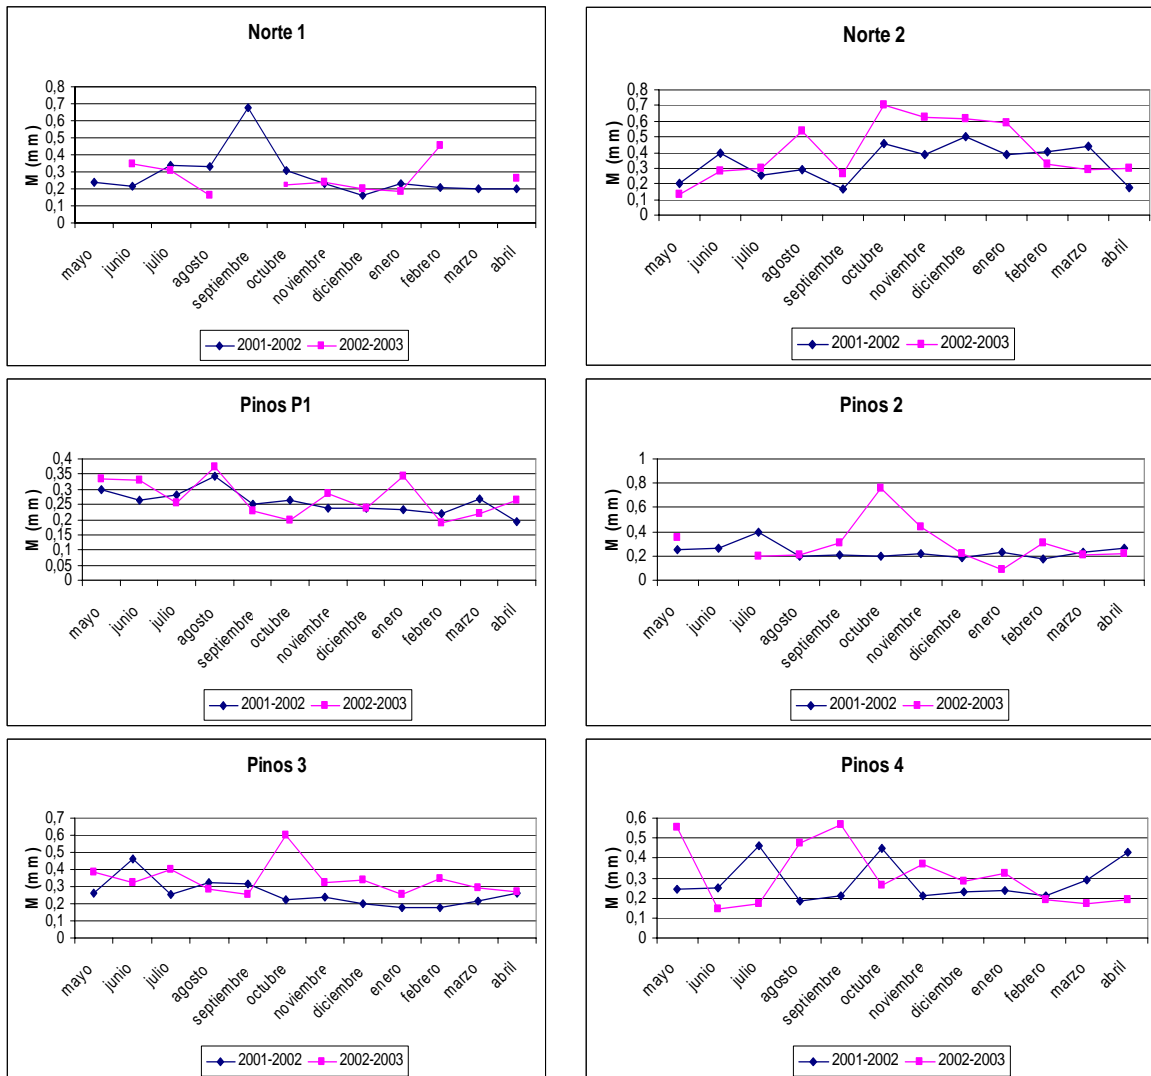 Norte 1
M (mm)
0,8
0,7
0,6
0,5
0,4
0,3
0,2
0,1
0
mayo
junio
julio
agosto
septiembre
octubre
noviembre
diciembre
enero
febrero
marzo
abril
2001-2002 2002-2003
Norte 2
M (mm)
0,8
0,7
0,6
0,5
0,4
0,3
0,2
0,1
0
mayo
junio
julio
agosto
septiembre
octubre
noviembre
diciembre
enero
febrero
marzo
abril
2001-2002 2002-2003
Pinos P1
M (mm)
0,4
0,35
0,3
0,25
0,2
0,15
0,1
0,05
0
mayo
junio
julio
agosto
septiembre
octubre
noviembre
diciembre
enero
febrero
marzo
abril
2001-2002 2002-2003
Pinos 2
M (mm)
1
0,8
0,6
0,4
0,2
0
mayo
junio
julio
agosto
septiembre
octubre
noviembre
diciembre
enero
febrero
marzo
abril
2001-2002 2002-2003
Pinos 3
M (mm)
0,7
0,6
0,5
0,4
0,3
0,2
0,1
0
mayo
junio
julio
agosto
septiembre
octubre
noviembre
diciembre
enero
febrero
marzo
abril
2001-2002 2002-2003
Pinos 4
M (mm)
0,6
0,5
0,4
0,3
0,2
0,1
0
mayo
junio
julio
agosto
septiembre
octubre
noviembre
diciembre
enero
febrero
marzo
abril
2001-2002 2002-2003